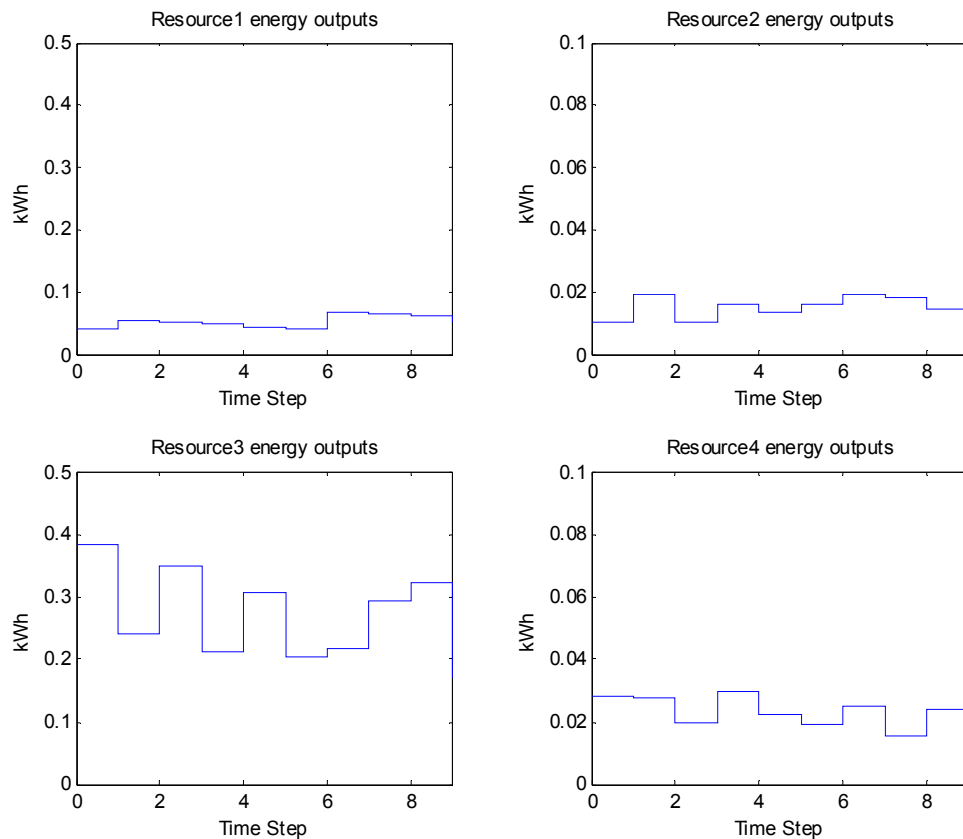 Resource1 energy outputs
0.5
0.4
0.3
0.2
0.1
0
kWh
0 2 4 6 8
Time Step
Resource2 energy outputs
0.1
0.08
0.06
0.04
0.02
0
kWh
0 2 4 6 8
Time Step
Resource3 energy outputs
0.5
0.4
0.3
0.2
0.1
0
kWh
0 2 4 6 8
Time Step
Resource4 energy outputs
0.1
0.08
0.06
0.04
0.02
0
kWh
0 2 4 6 8
Time Step